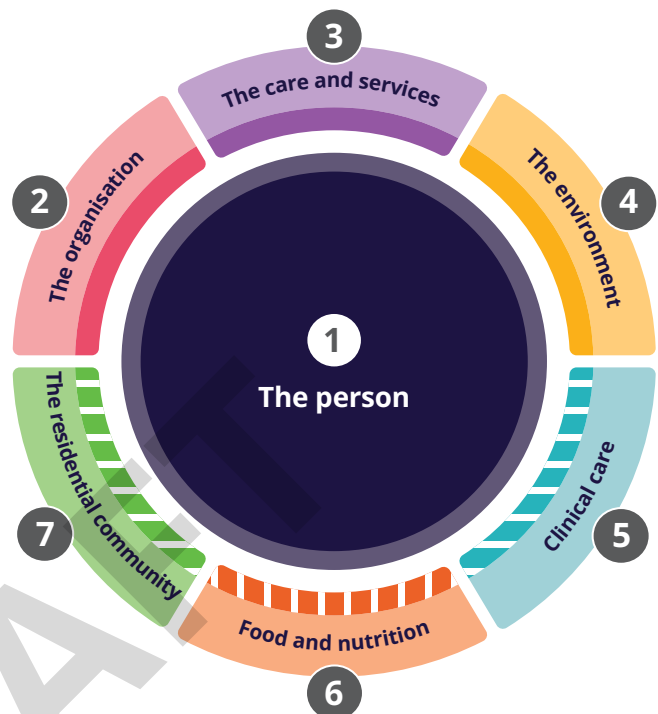 1
The person
2
The organisation
3
The care and services
4
The environment
5
Clinical care
6
Food and nutrition
7
The residential community